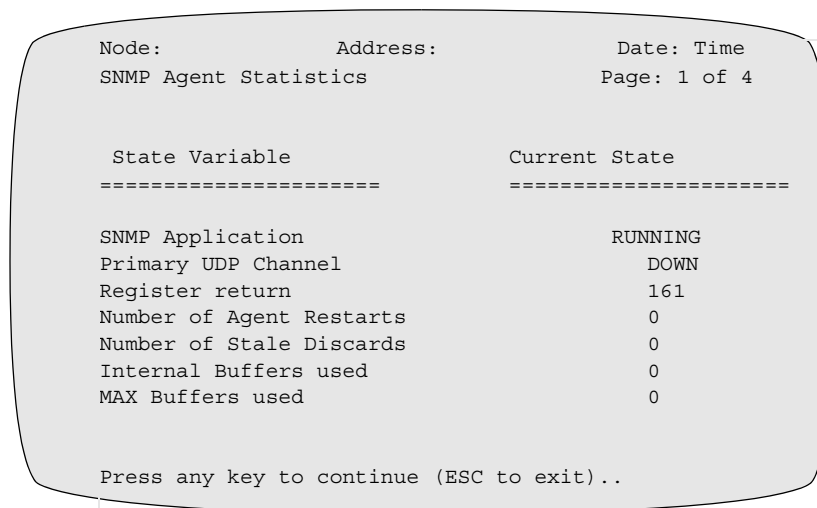 Node: Address: Date: Time
SNMP Agent Statistics Page: 1 of 4
State Variable Current State
====================== ======================
SNMP Application RUNNING
Primary UDP Channel DOWN
Register return 161
Number of Agent Restarts 0
Number of Stale Discards 0
Internal Buffers used 0
MAX Buffers used 0
Press any key to continue (ESC to exit)..